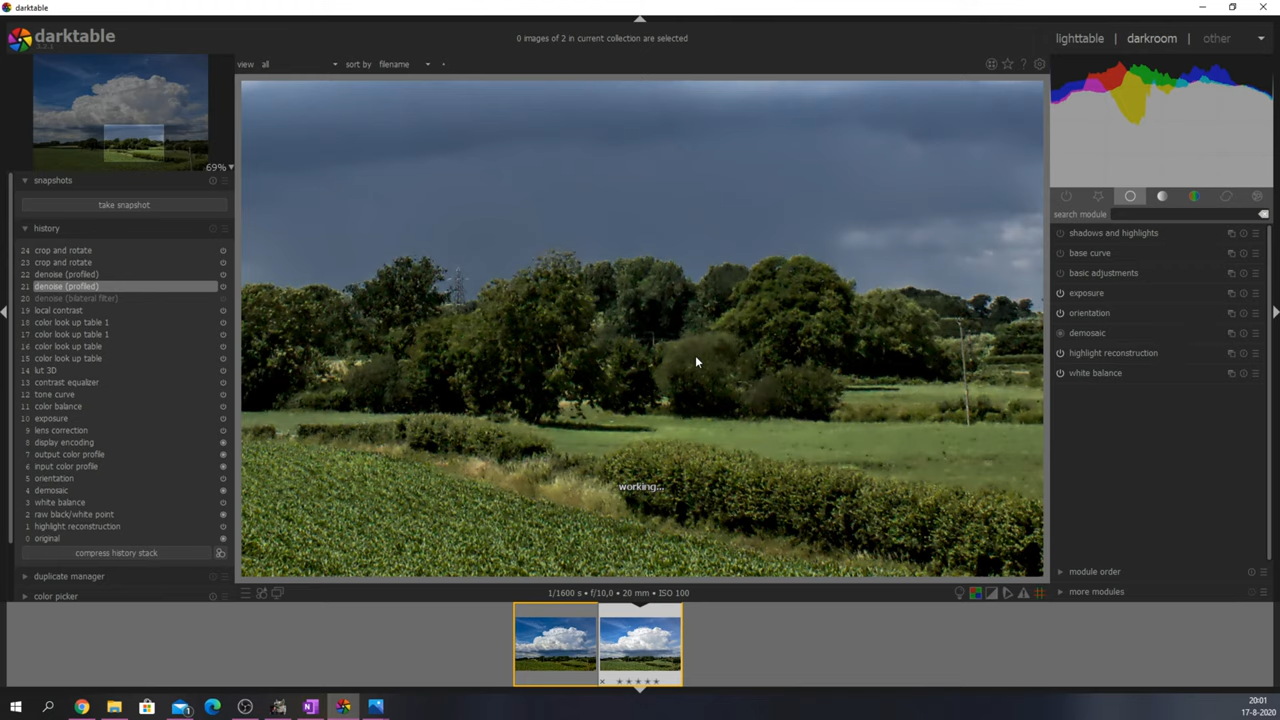 darktable
darktable
3.2.1
0 images of 2 in current collection are selected
lighttable | darkroom | other
view all sort by filename
69%
snapshots
take snapshot
history
24 crop and rotate
23 crop and rotate
22 denoise (profiled)
21 denoise (profiled)
20 denoise (bilateral filter)
19 local contrast
18 color look up table 1
17 color look up table 1
16 color look up table
15 color look up table
14 lut 3D
13 contrast equalizer
12 tone curve
11 color balance
10 exposure
9 lens correction
8 display encoding
7 output color profile
6 input color profile
5 orientation
4 demosaic
3 white balance
2 raw black/white point
1 highlight reconstruction
0 original
compress history stack
duplicate manager
color picker
working...
1/1600 s • f/10,0 • 20 mm • ISO 100
search module
shadows and highlights
base curve
basic adjustments
exposure
orientation
demosaic
highlight reconstruction
white balance
module order
more modules
20:01
17-8-2020